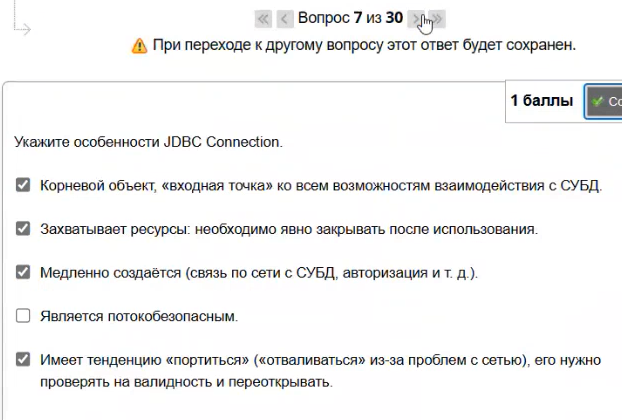 Вопрос 7 из 30
При переходе к другому вопросу этот ответ будет сохранен.
1 баллы
Укажите особенности JDBC Connection.
Корневой объект, «входная точка» ко всем возможностям взаимодействия с СУБД.
Захватывает ресурсы: необходимо явно закрывать после использования.
Медленно создаётся (связь по сети с СУБД, авторизация и т. д.).
Является потокобезопасным.
Имеет тенденцию «портиться» («отваливаться» из-за проблем с сетью), его нужно
проверять на валидность и переоткрывать.